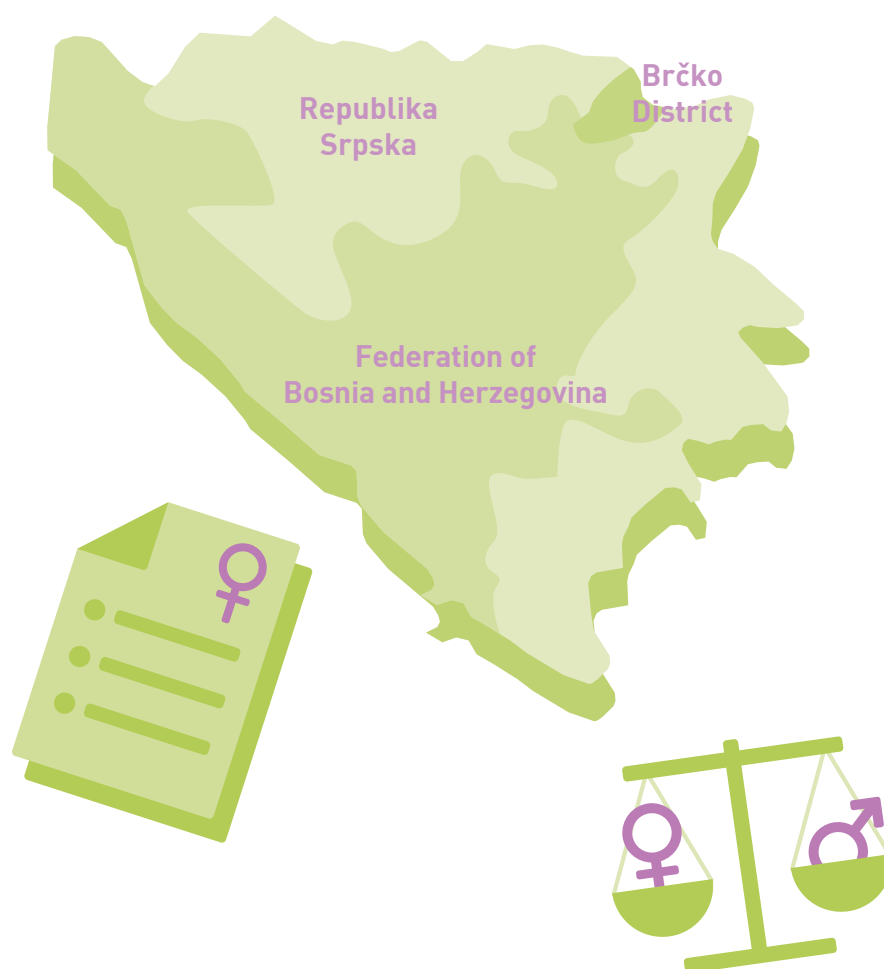 Brčko
District
Republika
Srpska
Federation of
Bosnia and Herzegovina